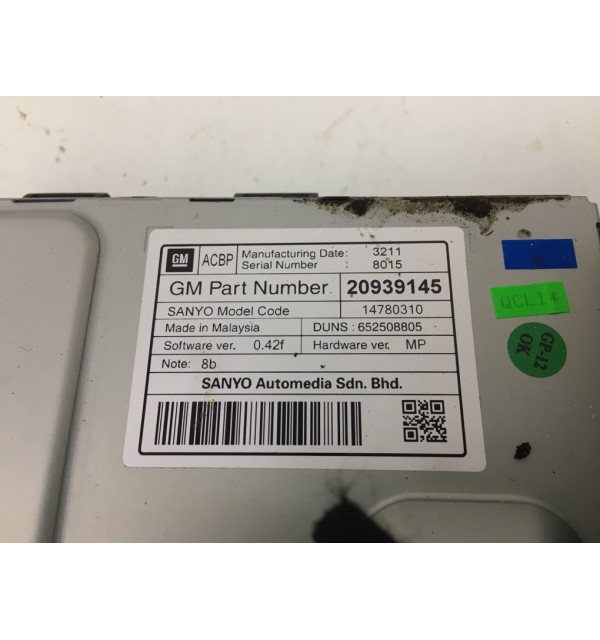 GM ACBP Manufacturing Date: 3211
Serial Number : 8015
GM Part Number 20939145
SANYO Model Code 14780310
Made in Malaysia DUNS : 652508805
Software ver. 0.42f Hardware ver. MP
Note: 8b
SANYO Automedia Sdn. Bhd.
QCL1*
GP-12
OK